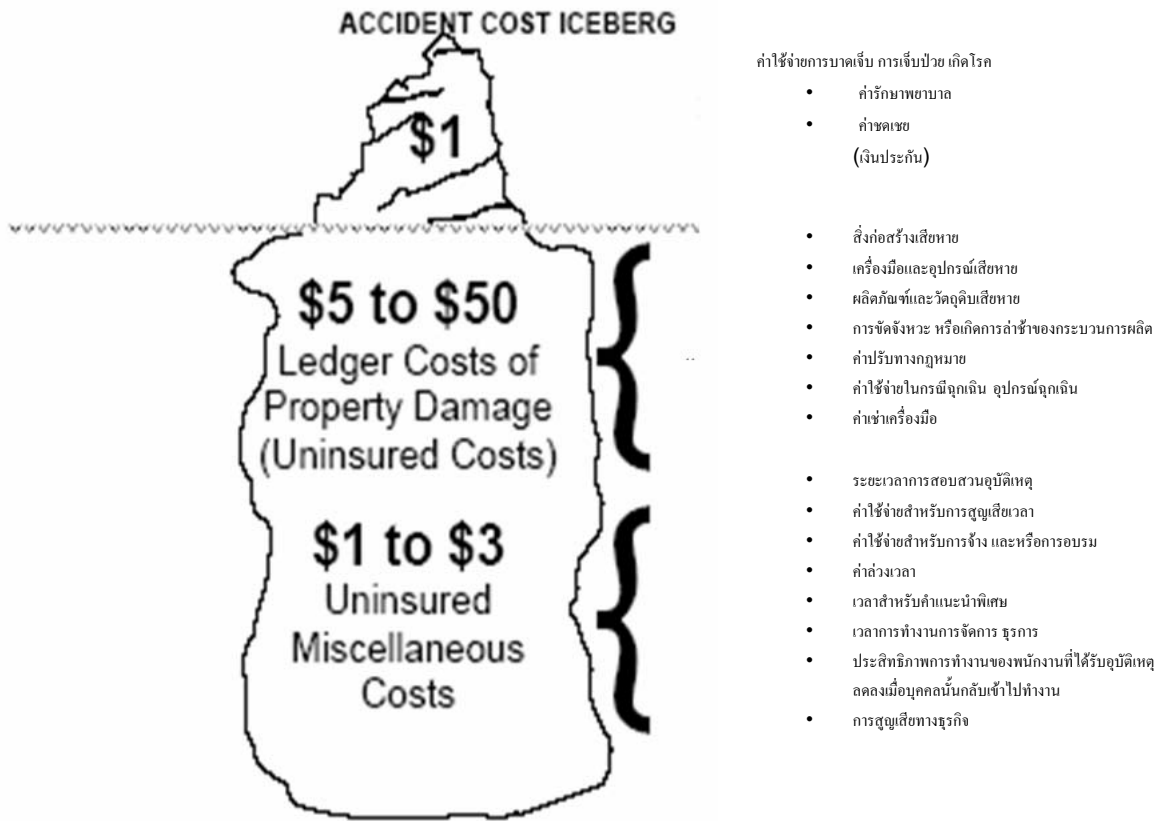 ACCIDENT COST ICEBERG
$1
$5 to $50
Ledger Costs of
Property Damage
(Uninsured Costs)
$1 to $3
Uninsured
Miscellaneous
Costs
ค่าใช้จ่ายการบาดเจ็บ การเจ็บป่วย เกิดโรค
• ค่ารักษาพยาบาล
• ค่าชดเชย
(เงินประกัน)
• สิ่งก่อสร้างเสียหาย
• เครื่องมือและอุปกรณ์เสียหาย
• ผลิตภัณฑ์และวัตถุดิบเสียหาย
• การขัดจังหวะ หรือเกิดการล่าช้าของกระบวนการผลิต
• ค่าปรับทางกฎหมาย
• ค่าใช้จ่ายในกรณีฉุกเฉิน อุปกรณ์ฉุกเฉิน
• ค่าเช่าเครื่องมือ
• ระยะเวลาการสอบสวนอุบัติเหตุ
• ค่าใช้จ่ายสำหรับการสูญเสียเวลา
• ค่าใช้จ่ายสำหรับการจ้าง และหรือการอบรม
• ค่าล่วงเวลา
• เวลาสำหรับคำแนะนำพิเศษ
• เวลาการทำงานการจัดการ ธุรการ
• ประสิทธิภาพการทำงานของพนักงานที่ได้รับอุบัติเหตุ
ลดลงเมื่อบุคคลนั้นกลับเข้าไปทำงาน
• การสูญเสียทางธุรกิจ